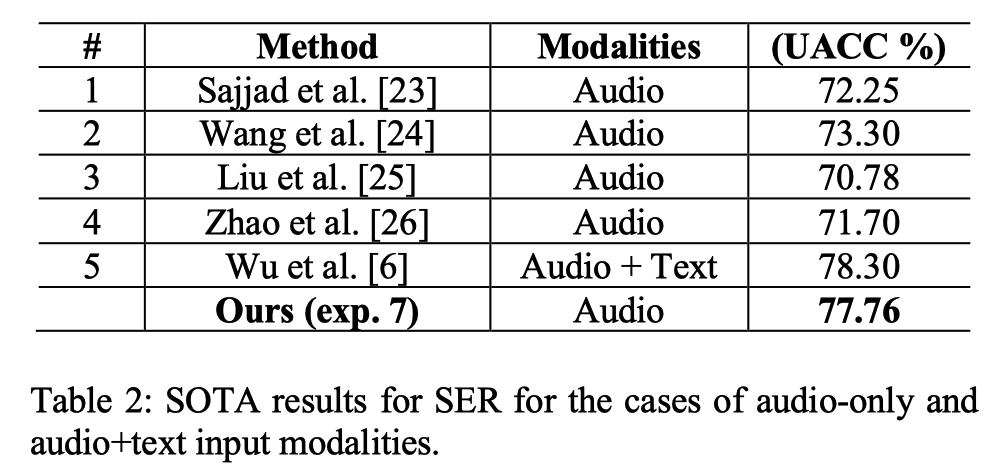 # Method Modalities (UACC %)
1 Sajjad et al. [23] Audio 72.25
2 Wang et al. [24] Audio 73.30
3 Liu et al. [25] Audio 70.78
4 Zhao et al. [26] Audio 71.70
5 Wu et al. [6] Audio + Text 78.30
Ours (exp. 7) Audio 77.76
Table 2: SOTA results for SER for the cases of audio-only and
audio+text input modalities.